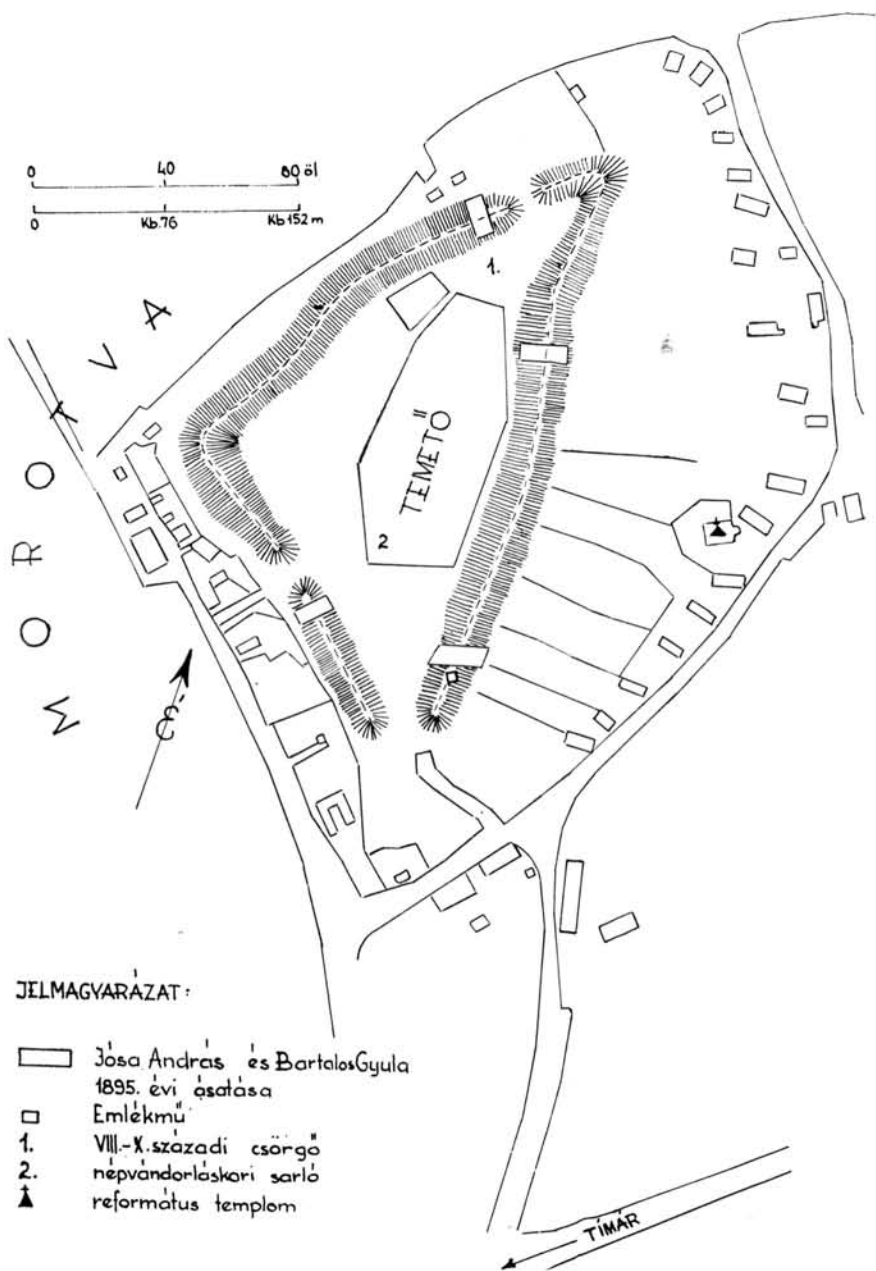 0 40 80 öl
0 Kb.76 Kb 152 m
MOROTVA
1.
TEMETŐ
2
É
JELMAGYARÁZAT:
Jósa András és Bartalos Gyula
1895. évi ásatása
Emlékmű
1. VIII.-X. századi csörgő
2. népvándorláskori sarló
református templom
TÍMÁR